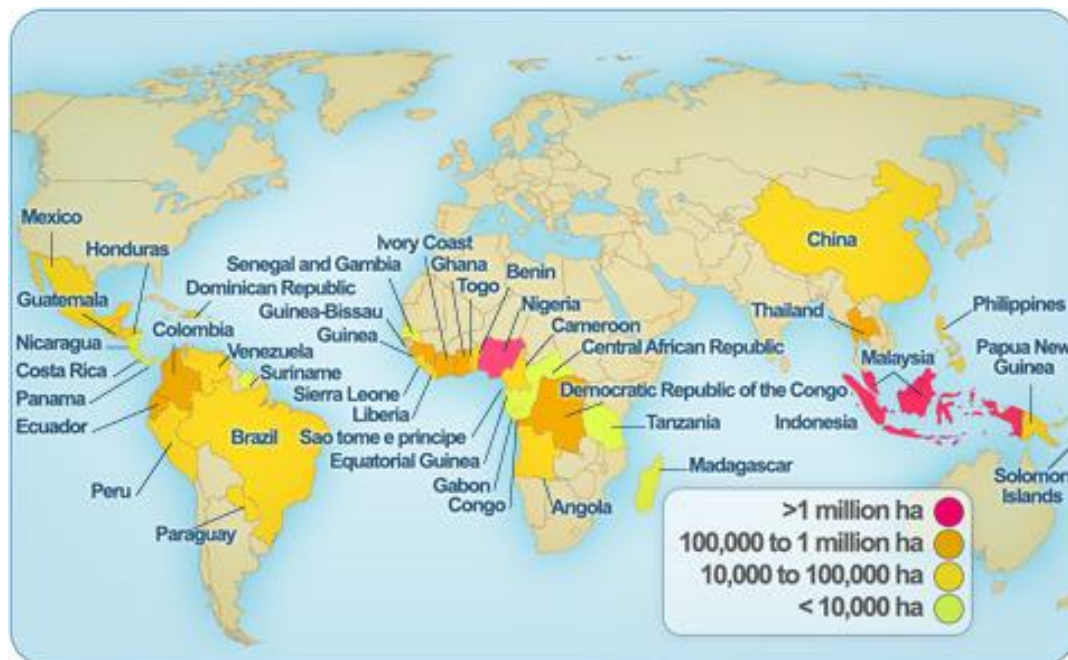 Mexico
Honduras
Guatemala
Nicaragua
Costa Rica
Panama
Ecuador
Peru
Paraguay
Colombia
Dominican Republic
Venezuela
Suriname
Brazil
Ivory Coast
Senegal and Gambia
Ghana
Togo
Benin
Guinea-Bissau
Nigeria
Guinea
Cameroon
Central African Republic
Sierra Leone
Liberia
Democratic Republic of the Congo
Sao tome e principe
Tanzania
Equatorial Guinea
Gabon
Congo
Angola
Madagascar
China
Thailand
Philippines
Malaysia
Papua New
Guinea
Indonesia
Solomon
Islands
>1 million ha
100,000 to 1 million ha
10,000 to 100,000 ha
< 10,000 ha